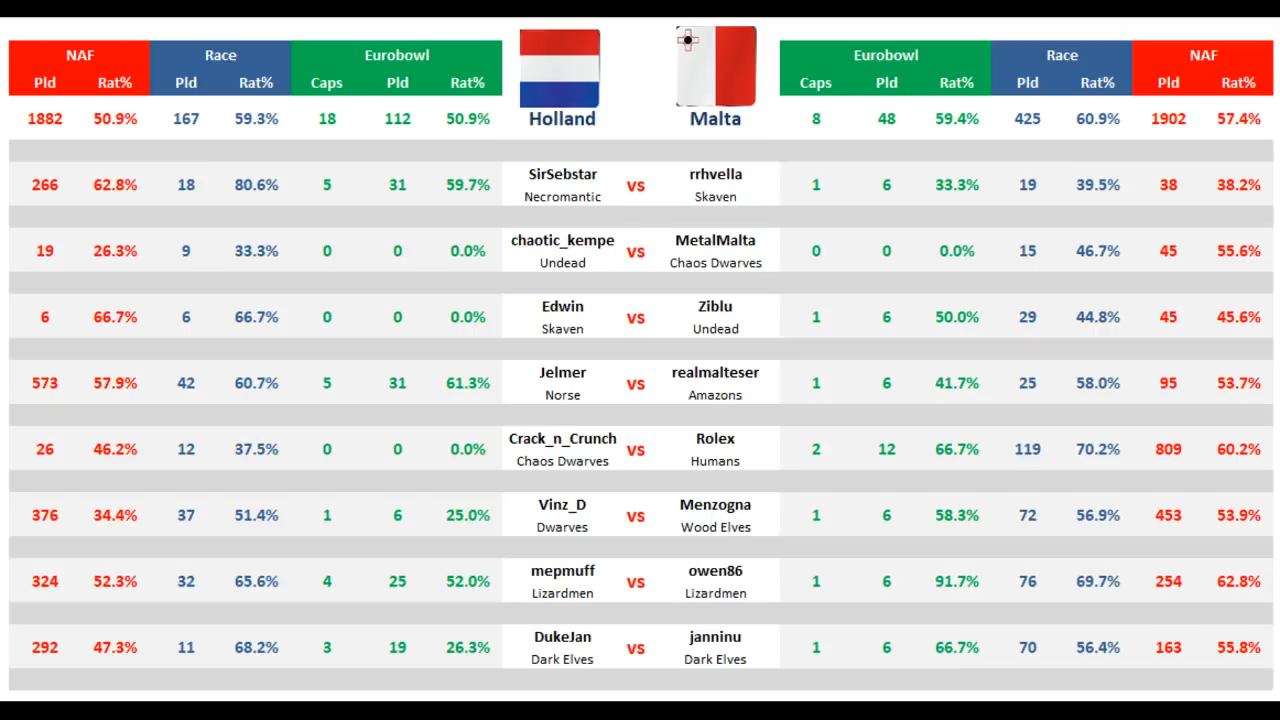 NAF Race Eurobowl Eurobowl Race NAF
Pld Rat% Pld Rat% Caps Pld Rat% Caps Pld Rat% Pld Rat% Pld Rat%
1882 50.9% 167 59.3% 18 112 50.9% Holland Malta 8 48 59.4% 425 60.9% 1902 57.4%
SirSebstar rrhvella
266 62.8% 18 80.6% 5 31 59.7% vs 1 6 33.3% 19 39.5% 38 38.2%
Necromantic Skaven
chaotic_kempe MetalMalta
19 26.3% 9 33.3% 0 0 0.0% vs 0 0 0.0% 15 46.7% 45 55.6%
Undead Chaos Dwarves
Edwin Ziblu
6 66.7% 6 66.7% 0 0 0.0% vs 1 6 50.0% 29 44.8% 45 45.6%
Skaven Undead
Jelmer realmalteser
573 57.9% 42 60.7% 5 31 61.3% vs 1 6 41.7% 25 58.0% 95 53.7%
Norse Amazons
Crack_n_Crunch Rolex
26 46.2% 12 37.5% 0 0 0.0% vs 2 12 66.7% 119 70.2% 809 60.2%
Chaos Dwarves Humans
Vinz_D Menzogna
376 34.4% 37 51.4% 1 6 25.0% vs 1 6 58.3% 72 56.9% 453 53.9%
Dwarves Wood Elves
mepmuff owen86
324 52.3% 32 65.6% 4 25 52.0% vs 1 6 91.7% 76 69.7% 254 62.8%
Lizardmen Lizardmen
DukeJan janninu
292 47.3% 11 68.2% 3 19 26.3% vs 1 6 66.7% 70 56.4% 163 55.8%
Dark Elves Dark Elves